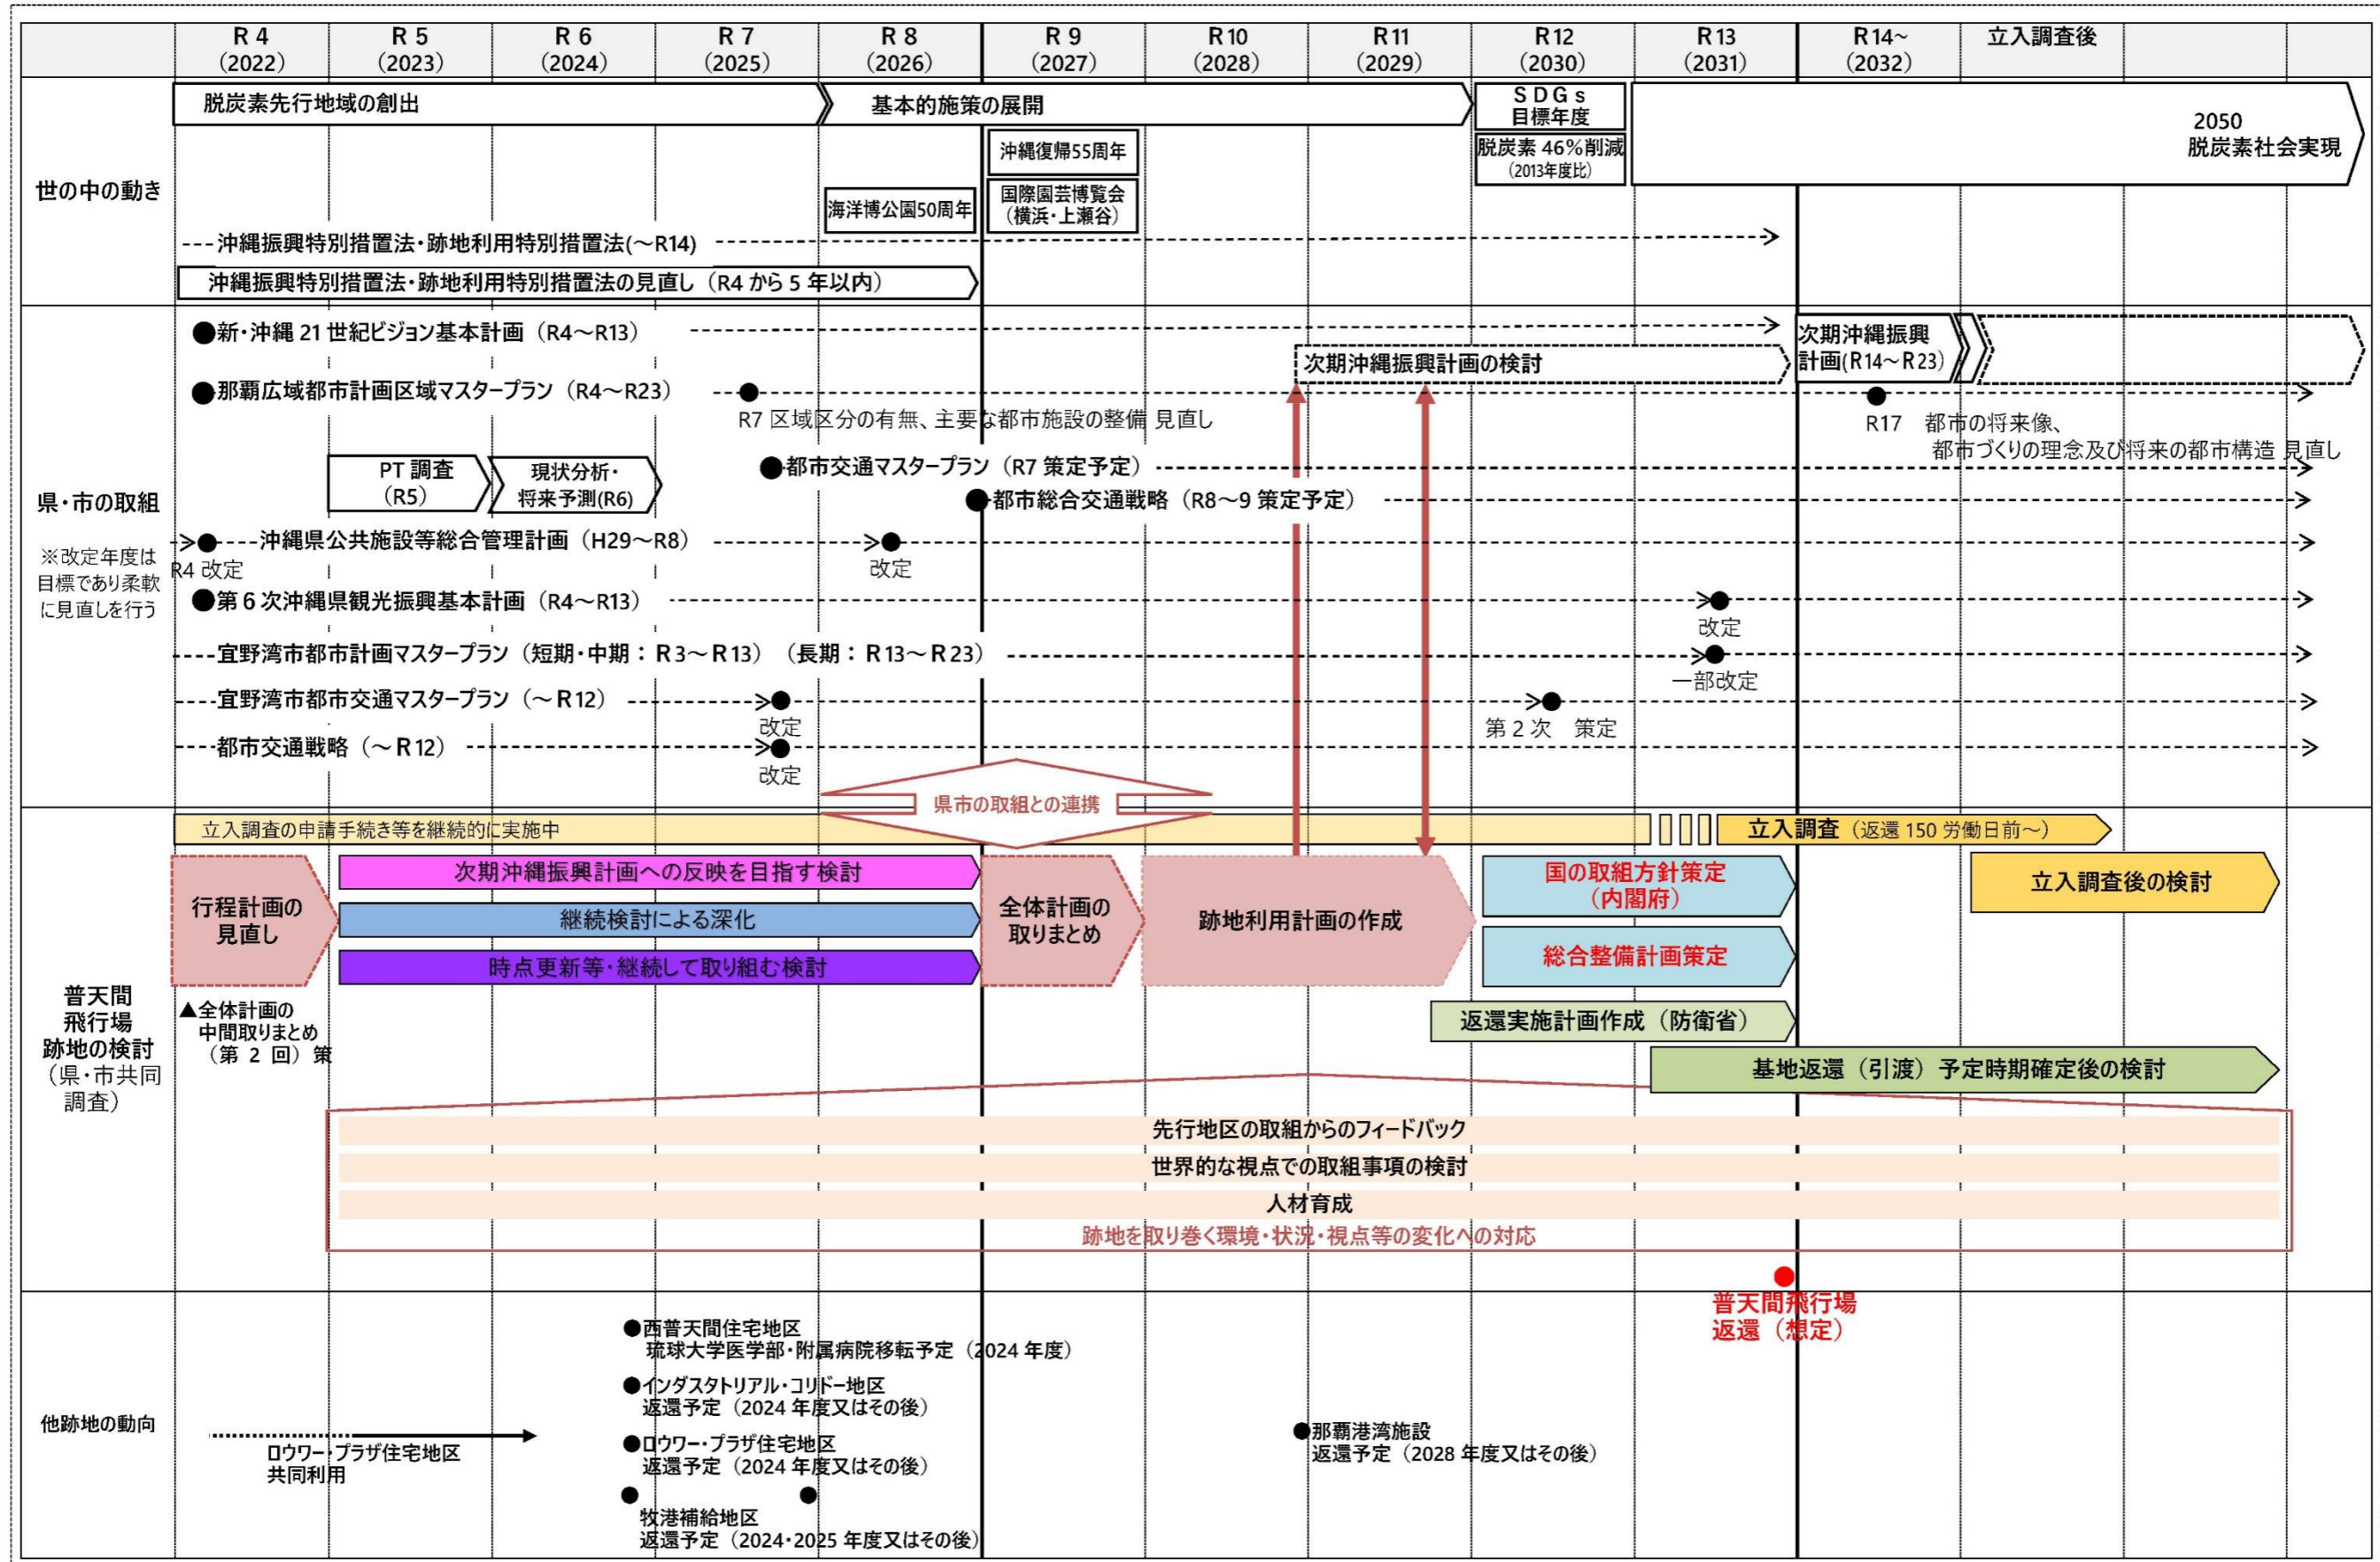 R 4
（2022）
R 5
（2023）
R 6
（2024）
R 7
（2025）
R 8
（2026）
R 9
（2027）
R10
（2028）
R11
（2029）
R12
（2030）
R13
（2031）
R14～
（2032）
立入調査後
世の中の動き
脱炭素先行地域の創出
基本的施策の展開
ＳＤＧｓ
目標年度
脱炭素 46%削減
（2013年度比）
2050
脱炭素社会実現
沖縄復帰55周年
海洋博公園50周年
国際園芸博覧会
（横浜・上瀬谷）
沖縄振興特別措置法・跡地利用特別措置法(～R14)
沖縄振興特別措置法・跡地利用特別措置法の見直し（R4 から 5 年以内）
県・市の取組
※改定年度は
目標であり柔軟
に見直しを行う
●新・沖縄 21 世紀ビジョン基本計画（R4～R13）
次期沖縄振興計画の検討
次期沖縄振興
計画(R14～R23)
●那覇広域都市計画区域マスタープラン（R4～R23）
R7 区域区分の有無、主要な都市施設の整備 見直し
R17　都市の将来像、
都市づくりの理念及び将来の都市構造 見直し
PT 調査
（R5）
現状分析・
将来予測(R6)
●都市交通マスタープラン（R7 策定予定）
●都市総合交通戦略（R8～9 策定予定）
沖縄県公共施設等総合管理計画（H29～R8）
R4 改定
改定
●第 6 次沖縄県観光振興基本計画（R4～R13）
改定
宜野湾市都市計画マスタープラン（短期・中期：R3～R13）（長期：R13～R23）
一部改定
宜野湾市都市交通マスタープラン（～R12）
改定
第 2 次　策定
都市交通戦略（～R12）
改定
県市の取組との連携
普天間
飛行場
跡地の検討
（県・市共同
調査）
立入調査の申請手続き等を継続的に実施中
立入調査（返還 150 労働日前～）
行程計画の
見直し
次期沖縄振興計画への反映を目指す検討
継続検討による深化
時点更新等・継続して取り組む検討
全体計画の
取りまとめ
跡地利用計画の作成
国の取組方針策定
（内閣府）
総合整備計画策定
立入調査後の検討
▲全体計画の
中間取りまとめ
（第 2 回）策
返還実施計画作成（防衛省）
基地返還（引渡）予定時期確定後の検討
先行地区の取組からのフィードバック
世界的な視点での取組事項の検討
人材育成
跡地を取り巻く環境・状況・視点等の変化への対応
普天間飛行場
返還（想定）
他跡地の動向
ロウワー・プラザ住宅地区
共同利用
●西普天間住宅地区
琉球大学医学部・附属病院移転予定（2024 年度）
●インダスタトリアル・コリドー地区
返還予定（2024 年度又はその後）
●ロウワー・プラザ住宅地区
返還予定（2024 年度又はその後）
牧港補給地区
返還予定（2024・2025 年度又はその後）
●那覇港湾施設
返還予定（2028 年度又はその後）